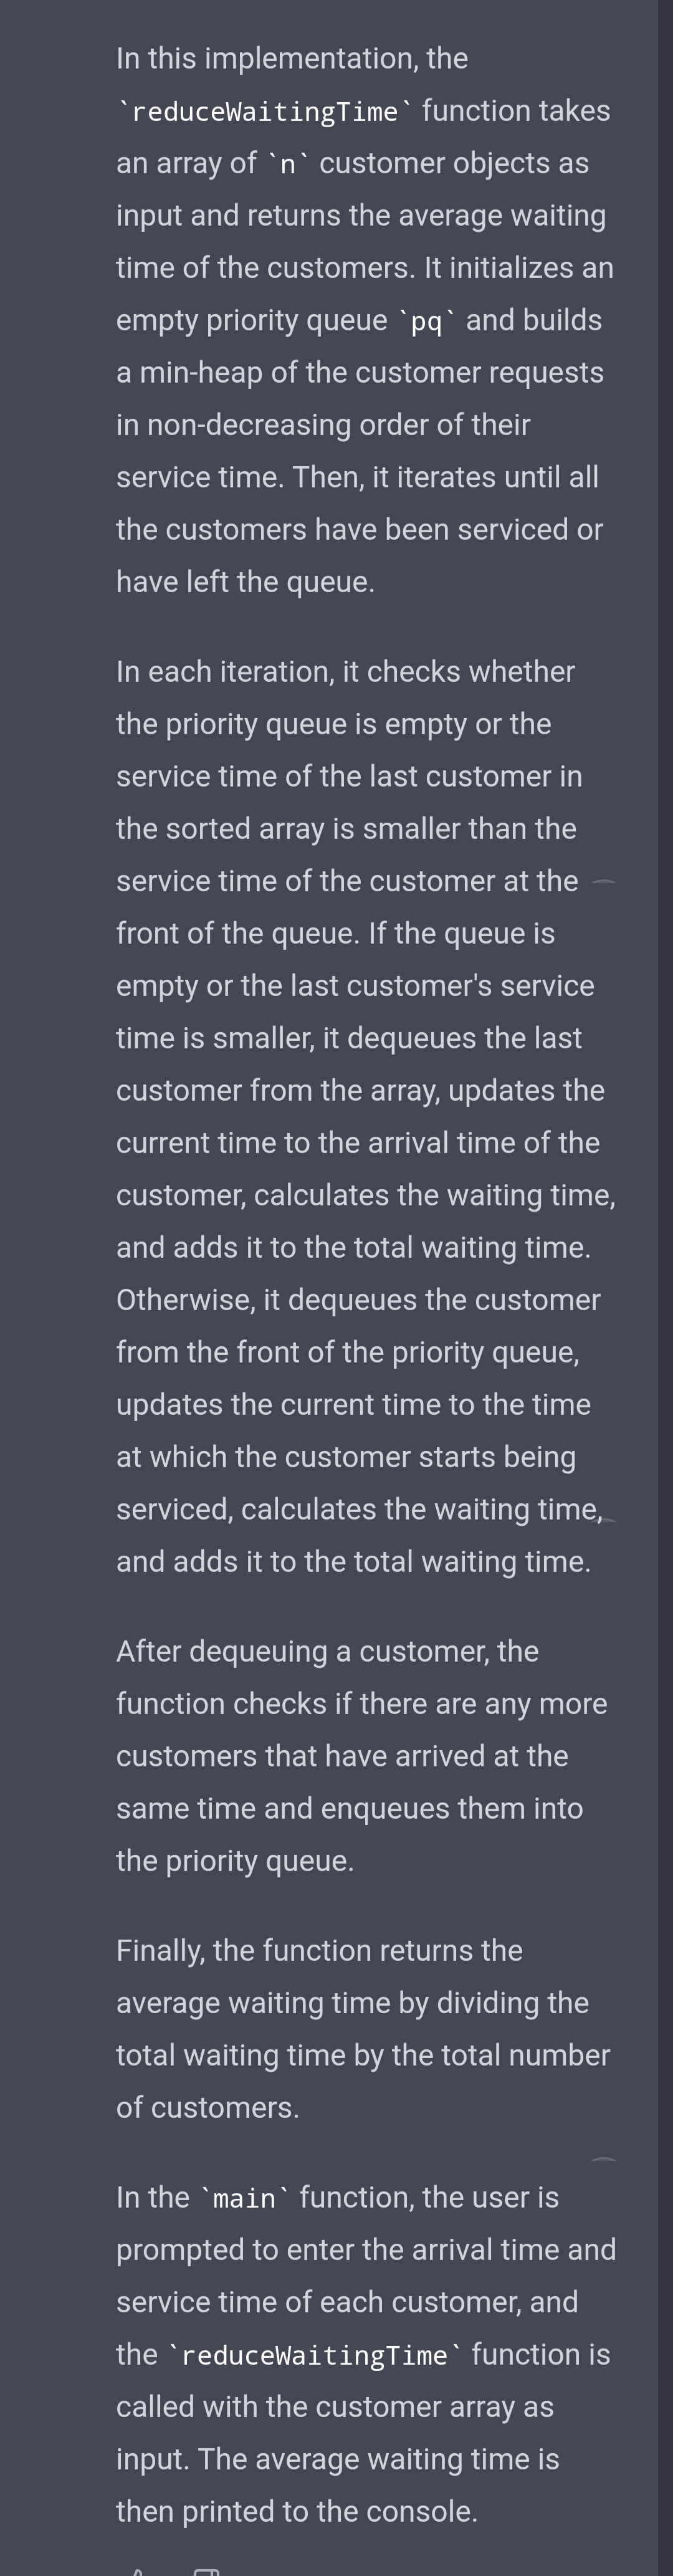 In this implementation, the
`reduceWaitingTime` function takes
an array of `n` customer objects as
input and returns the average waiting
time of the customers. It initializes an
empty priority queue `pq` and builds
a min-heap of the customer requests
in non-decreasing order of their
service time. Then, it iterates until all
the customers have been serviced or
have left the queue.
In each iteration, it checks whether
the priority queue is empty or the
service time of the last customer in
the sorted array is smaller than the
service time of the customer at the
front of the queue. If the queue is
empty or the last customer's service
time is smaller, it dequeues the last
customer from the array, updates the
current time to the arrival time of the
customer, calculates the waiting time,
and adds it to the total waiting time.
Otherwise, it dequeues the customer
from the front of the priority queue,
updates the current time to the time
at which the customer starts being
serviced, calculates the waiting time,
and adds it to the total waiting time.
After dequeuing a customer, the
function checks if there are any more
customers that have arrived at the
same time and enqueues them into
the priority queue.
Finally, the function returns the
average waiting time by dividing the
total waiting time by the total number
of customers.
In the `main` function, the user is
prompted to enter the arrival time and
service time of each customer, and
the `reduceWaitingTime` function is
called with the customer array as
input. The average waiting time is
then printed to the console.